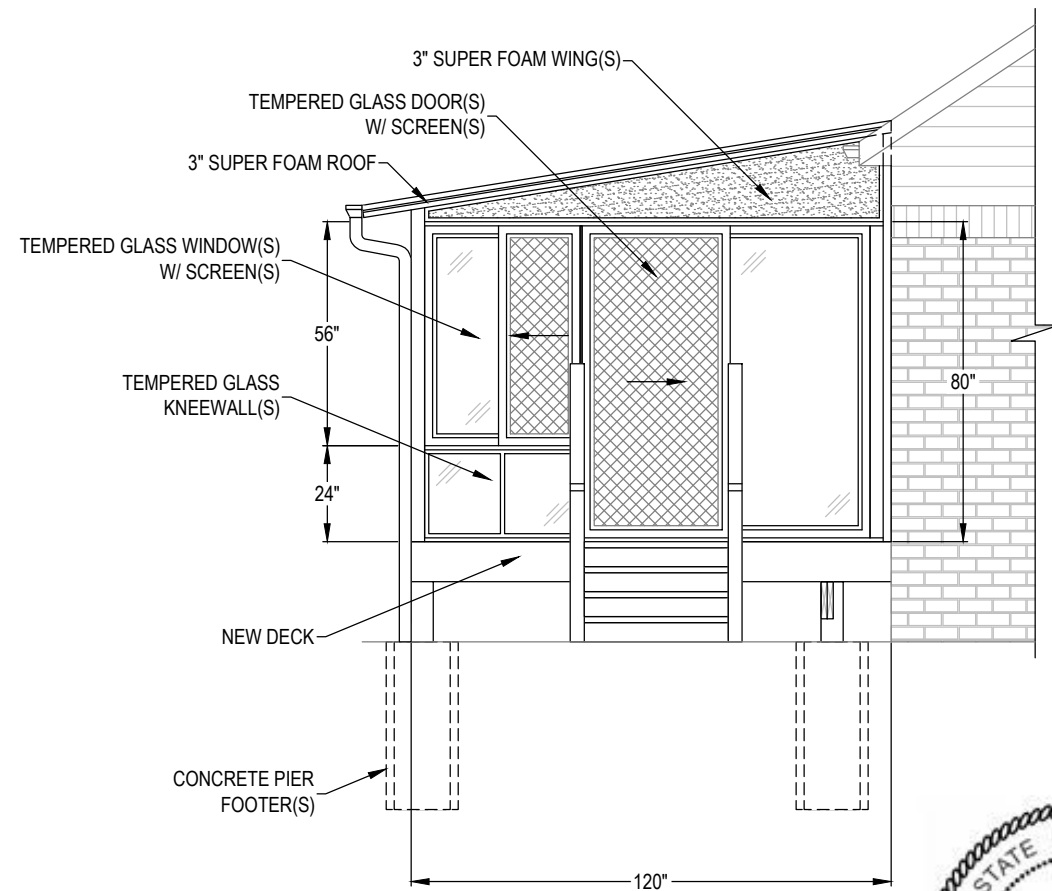 3" SUPER FOAM WING(S)
TEMPERED GLASS DOOR(S)
W/ SCREEN(S)
3" SUPER FOAM ROOF
TEMPERED GLASS WINDOW(S)
W/ SCREEN(S)
56"
80"
TEMPERED GLASS
KNEEWALL(S)
24"
NEW DECK
CONCRETE PIER
FOOTER(S)
STATE
120"